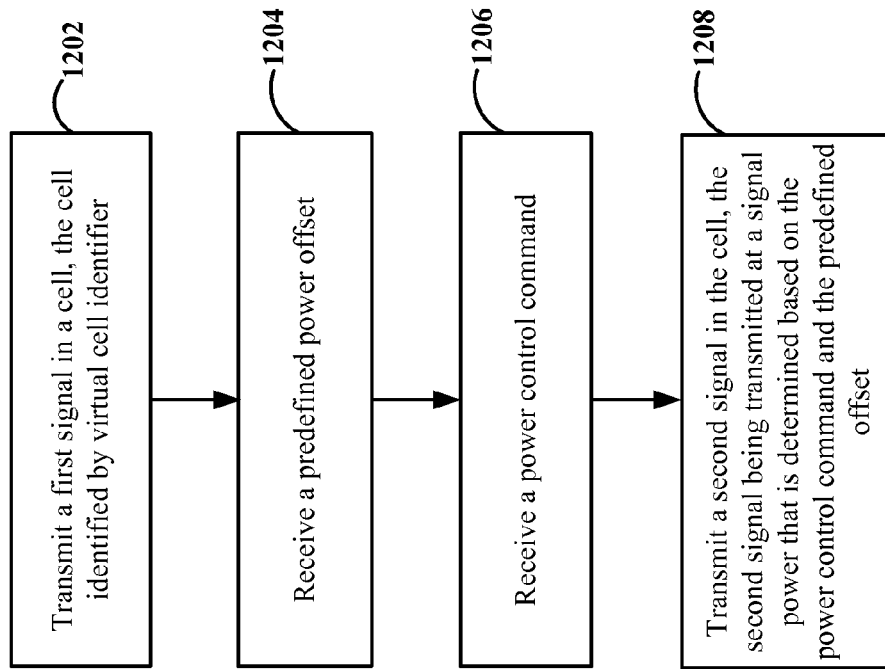 1202
Transmit a first signal in a cell, the cell
identified by virtual cell identifier
1204
Receive a predefined power offset
1206
Receive a power control command
1208
Transmit a second signal in the cell, the
second signal being transmitted at a signal
power that is determined based on the
power control command and the predefined
offset